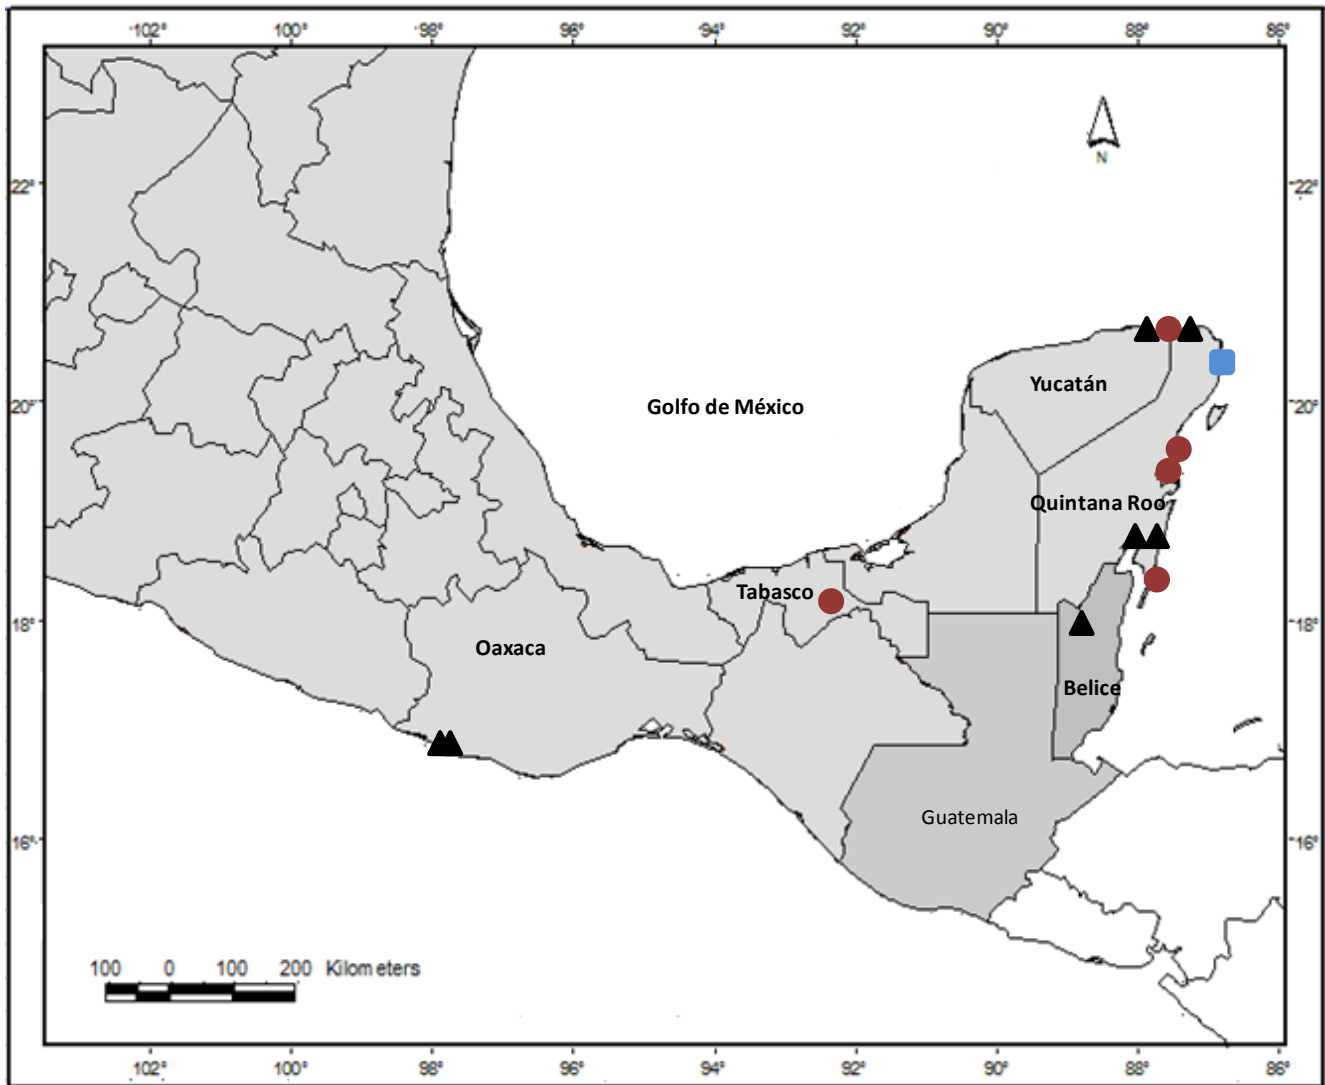 102° 100° 98° 96° 94° 92° 90° 88° 86°
N
22° 22°
Yucatán
20° Golfo de México 20°
Quintana Roo
Tabasco
18° Oaxaca 18°
Belice
Guatemala
16° 16°
100 0 100 200 Kilometers
102° 100° 98° 96° 94° 92° 90° 88° 86°